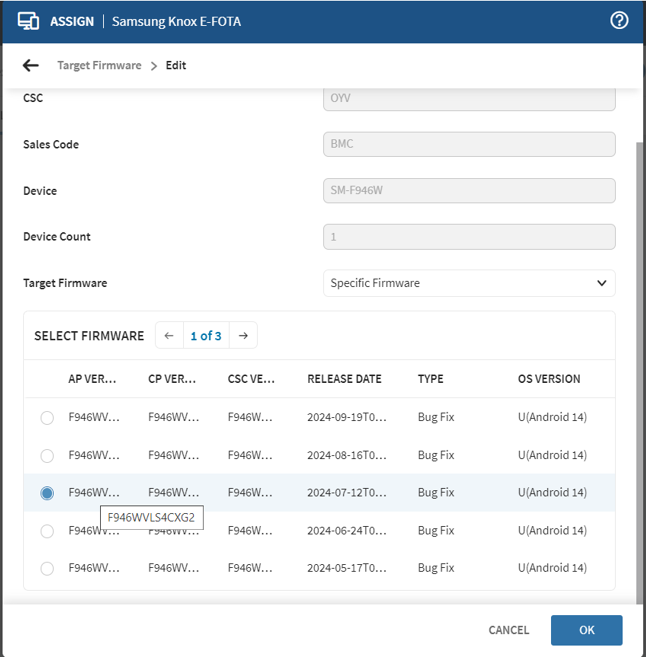 ASSIGN | Samsung Knox E-FOTA ?
← Target Firmware > Edit
CSC OYV
Sales Code BMC
Device SM-F946W
Device Count 1
Target Firmware Specific Firmware
SELECT FIRMWARE ← 1 of 3 →
AP VER... CP VER... CSC VE... RELEASE DATE TYPE OS VERSION
F946WV... F946WV... F946W... 2024-09-19T0... Bug Fix U(Android 14)
F946WV... F946WV... F946W... 2024-08-16T0... Bug Fix U(Android 14)
F946WV... F946WV... F946W... 2024-07-12T0... Bug Fix U(Android 14)
F946WVLS4CXG2
F946WV... F946WV... F946W... 2024-06-24T0... Bug Fix U(Android 14)
F946WV... F946WV... F946W... 2024-05-17T0... Bug Fix U(Android 14)
CANCEL OK